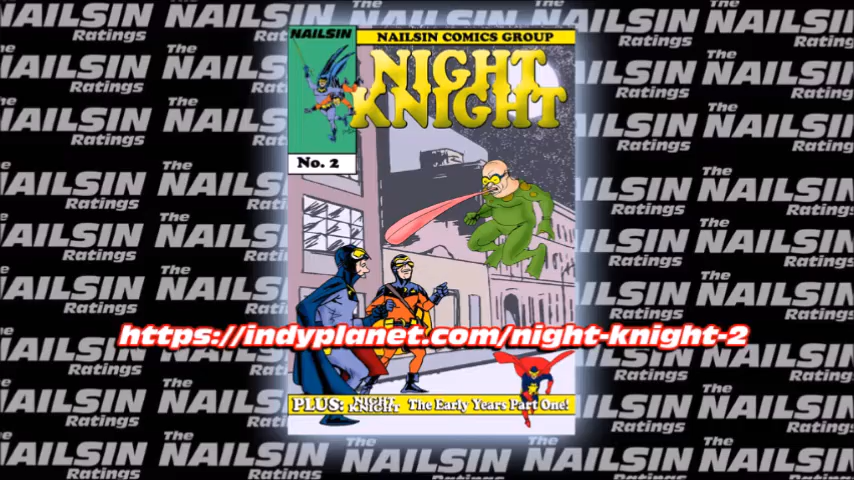 NAILSIN
NAILSIN COMICS GROUP
NIGHT
KNIGHT
No. 2
https://indyplanet.com/night-knight-2
PLUS: NIGHT KNIGHT The Early Years Part One!
The
NAILSIN
Ratings